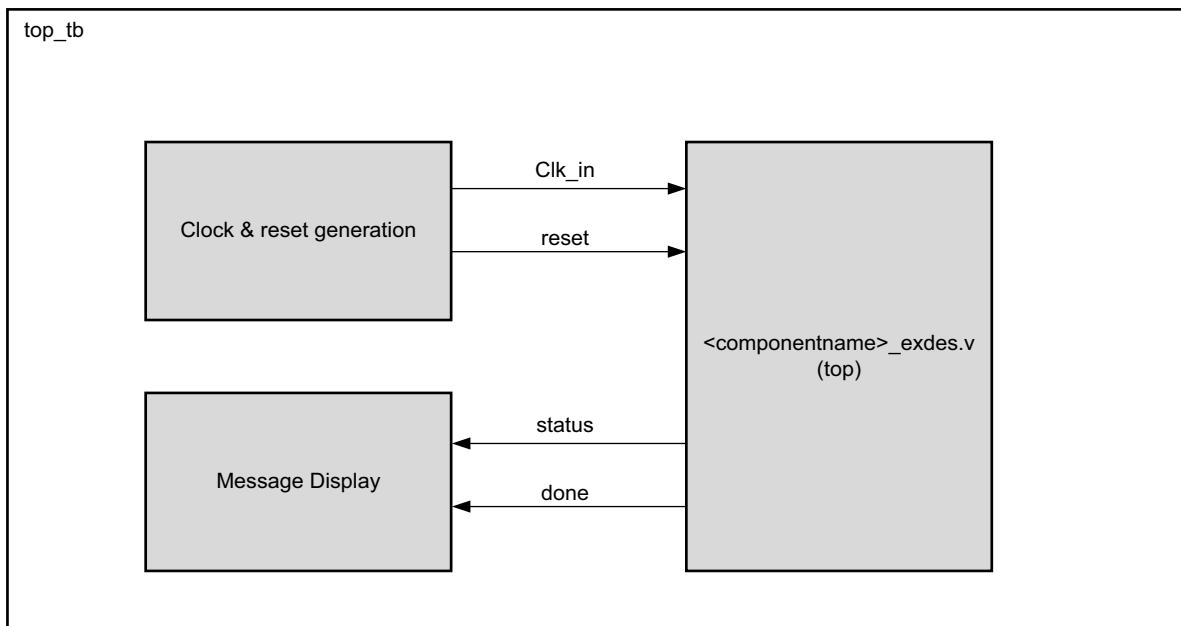 top_tb
Clk_in
Clock & reset generation
reset
<componentname>_exdes.v
(top)
status
Message Display
done